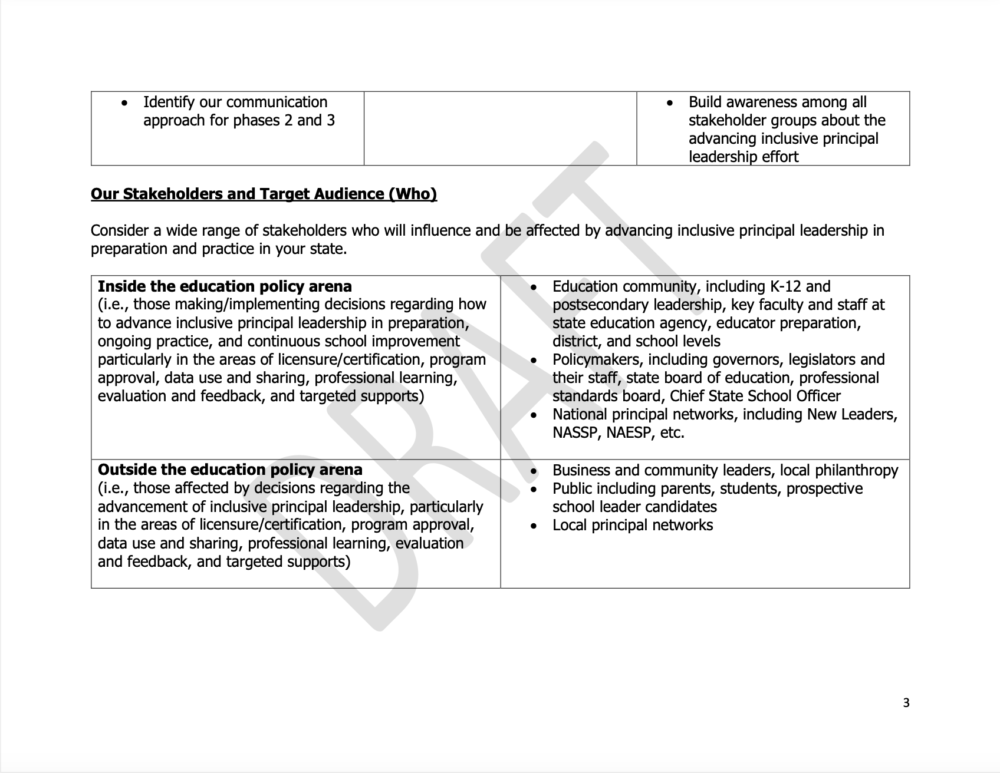 • Identify our communication
approach for phases 2 and 3
• Build awareness among all
stakeholder groups about the
advancing inclusive principal
leadership effort
Our Stakeholders and Target Audience (Who)
Consider a wide range of stakeholders who will influence and be affected by advancing inclusive principal leadership in
preparation and practice in your state.
Inside the education policy arena
(i.e., those making/implementing decisions regarding how
to advance inclusive principal leadership in preparation,
ongoing practice, and continuous school improvement
particularly in the areas of licensure/certification, program
approval, data use and sharing, professional learning,
evaluation and feedback, and targeted supports)
• Education community, including K-12 and
postsecondary leadership, key faculty and staff at
state education agency, educator preparation,
district, and school levels
• Policymakers, including governors, legislators and
their staff, state board of education, professional
standards board, Chief State School Officer
• National principal networks, including New Leaders,
NASSP, NAESP, etc.
Outside the education policy arena
(i.e., those affected by decisions regarding the
advancement of inclusive principal leadership, particularly
in the areas of licensure/certification, program approval,
data use and sharing, professional learning, evaluation
and feedback, and targeted supports)
• Business and community leaders, local philanthropy
• Public including parents, students, prospective
school leader candidates
• Local principal networks
DRAFT
3